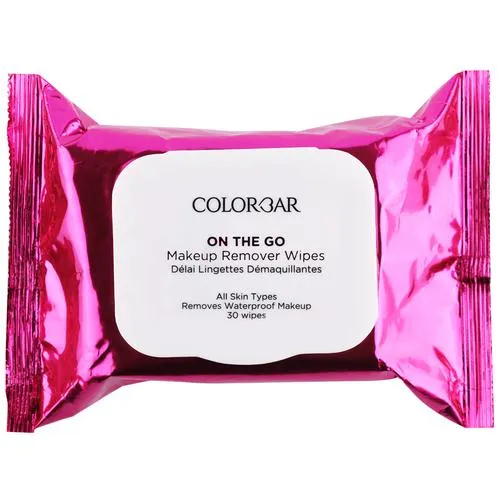 COLORBAR
ON THE GO
Makeup Remover Wipes
Délai Lingettes Démaquillantes
All Skin Types
Removes Waterproof Makeup
30 wipes